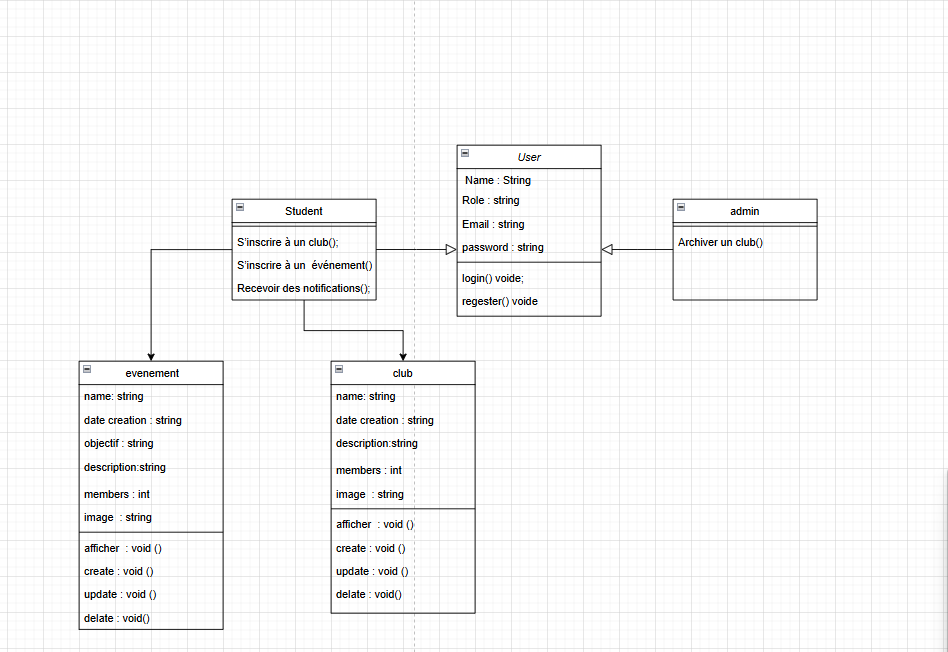 User
Name : String
Role : string
Email : string
password : string
login() voide;
regester() voide
Student
S'inscrire à un club();
S'inscrire à un événement()
Recevoir des notifications();
admin
Archiver un club()
evenement
name: string
date creation : string
objectif : string
description:string
members : int
image : string
afficher : void ()
create : void ()
update : void ()
delate : void()
club
name: string
date creation : string
description:string
members : int
image : string
afficher : void ()
create : void ()
update : void ()
delate : void()